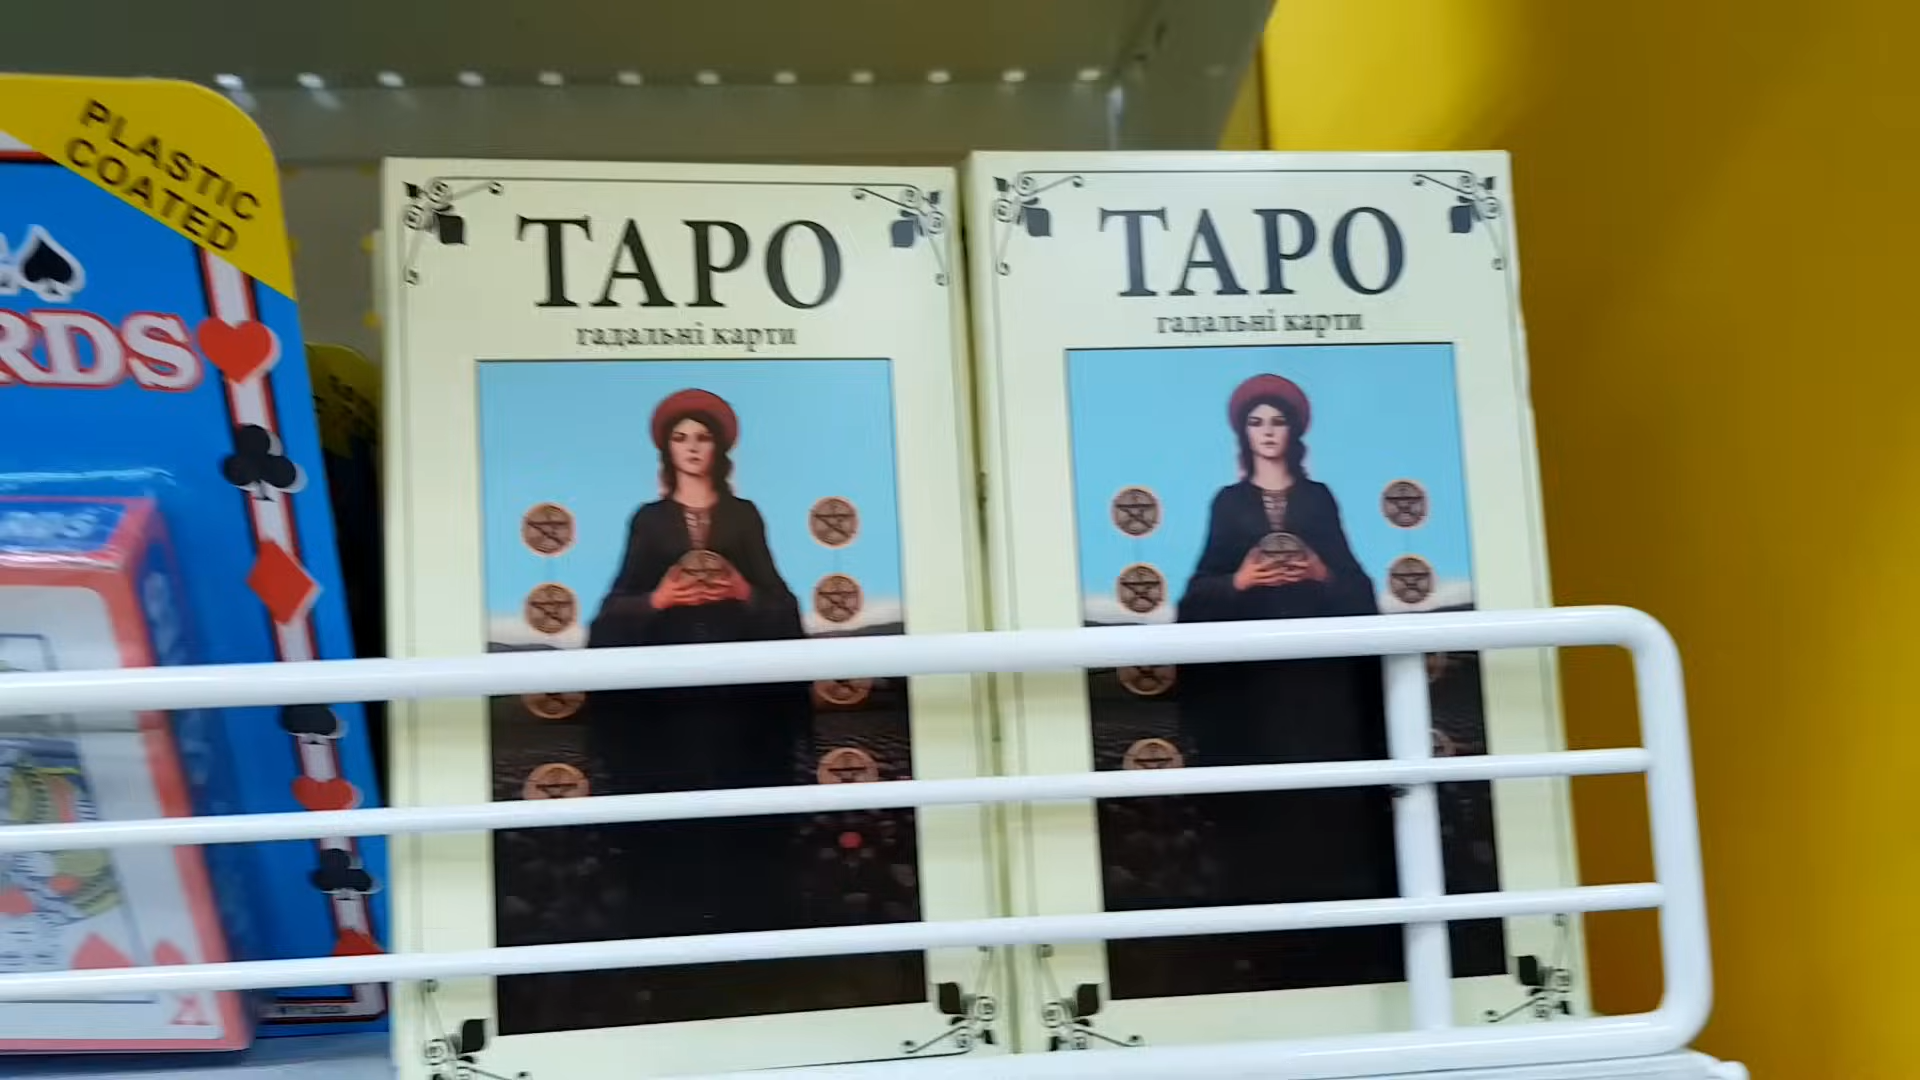 PLASTIC
COATED
RDS
ТАРО
гадальні карти
ТАРО
гадальні карти
K